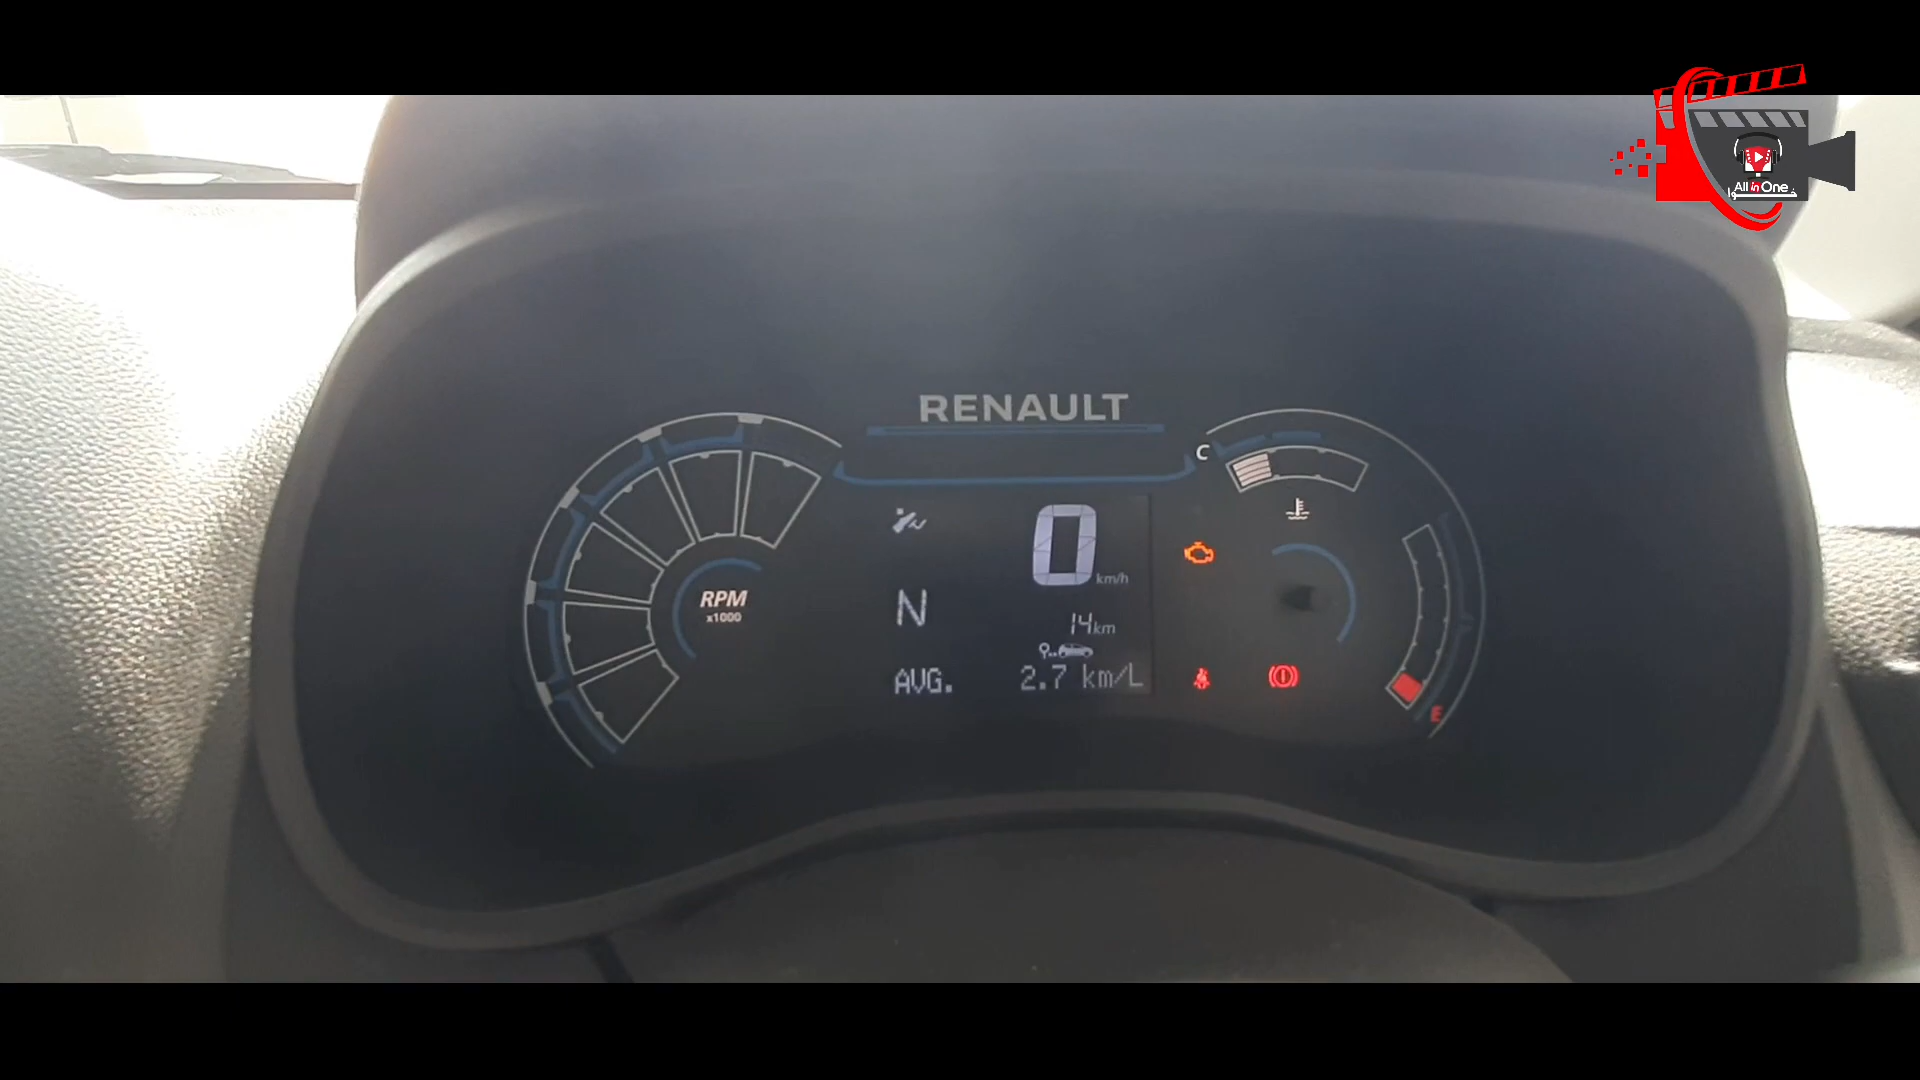 All in One
RENAULT
C
0
km/h
RPM
x1000
N
14km
AVG. 2.7 km/L
E